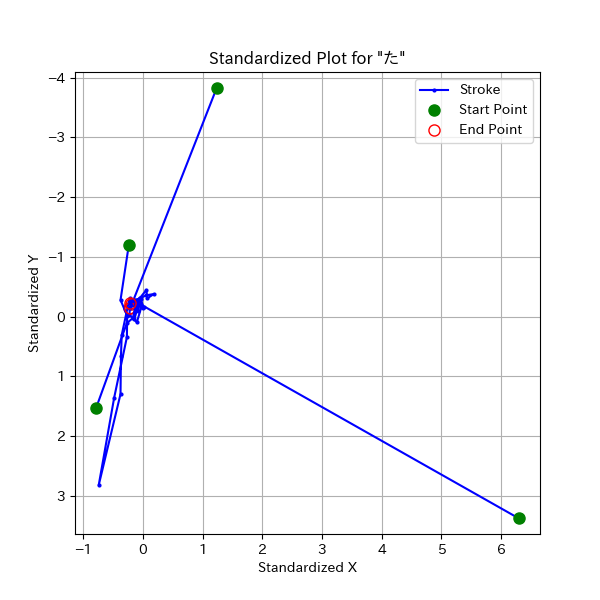 Standardized Plot for "た"
Stroke
Start Point
End Point
Standardized Y
−4
−3
−2
−1
0
1
2
3
−1 0 1 2 3 4 5 6
Standardized X